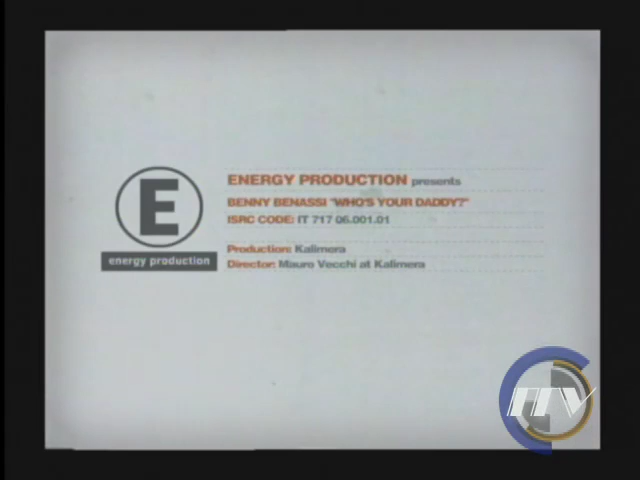 E
energy production
ENERGY PRODUCTION presents
BENNY BENASSI "WHO'S YOUR DADDY?"
ISRC CODE: IT 717 06.001.01
Production: Kalimera
Director: Mauro Vecchi at Kalimera
ITV